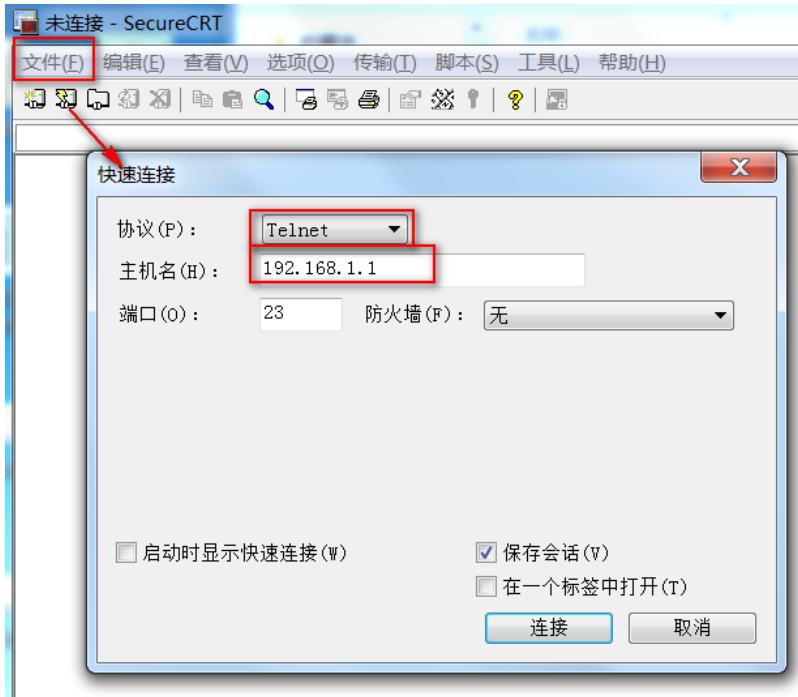 未连接 - SecureCRT
文件(F) 编辑(E) 查看(V) 选项(O) 传输(T) 脚本(S) 工具(L) 帮助(H)
快速连接
协议(P)： Telnet
主机名(H)： 192.168.1.1
端口(O)： 23 防火墙(F)： 无
启动时显示快速连接(W) 保存会话(V)
在一个标签中打开(T)
连接 取消